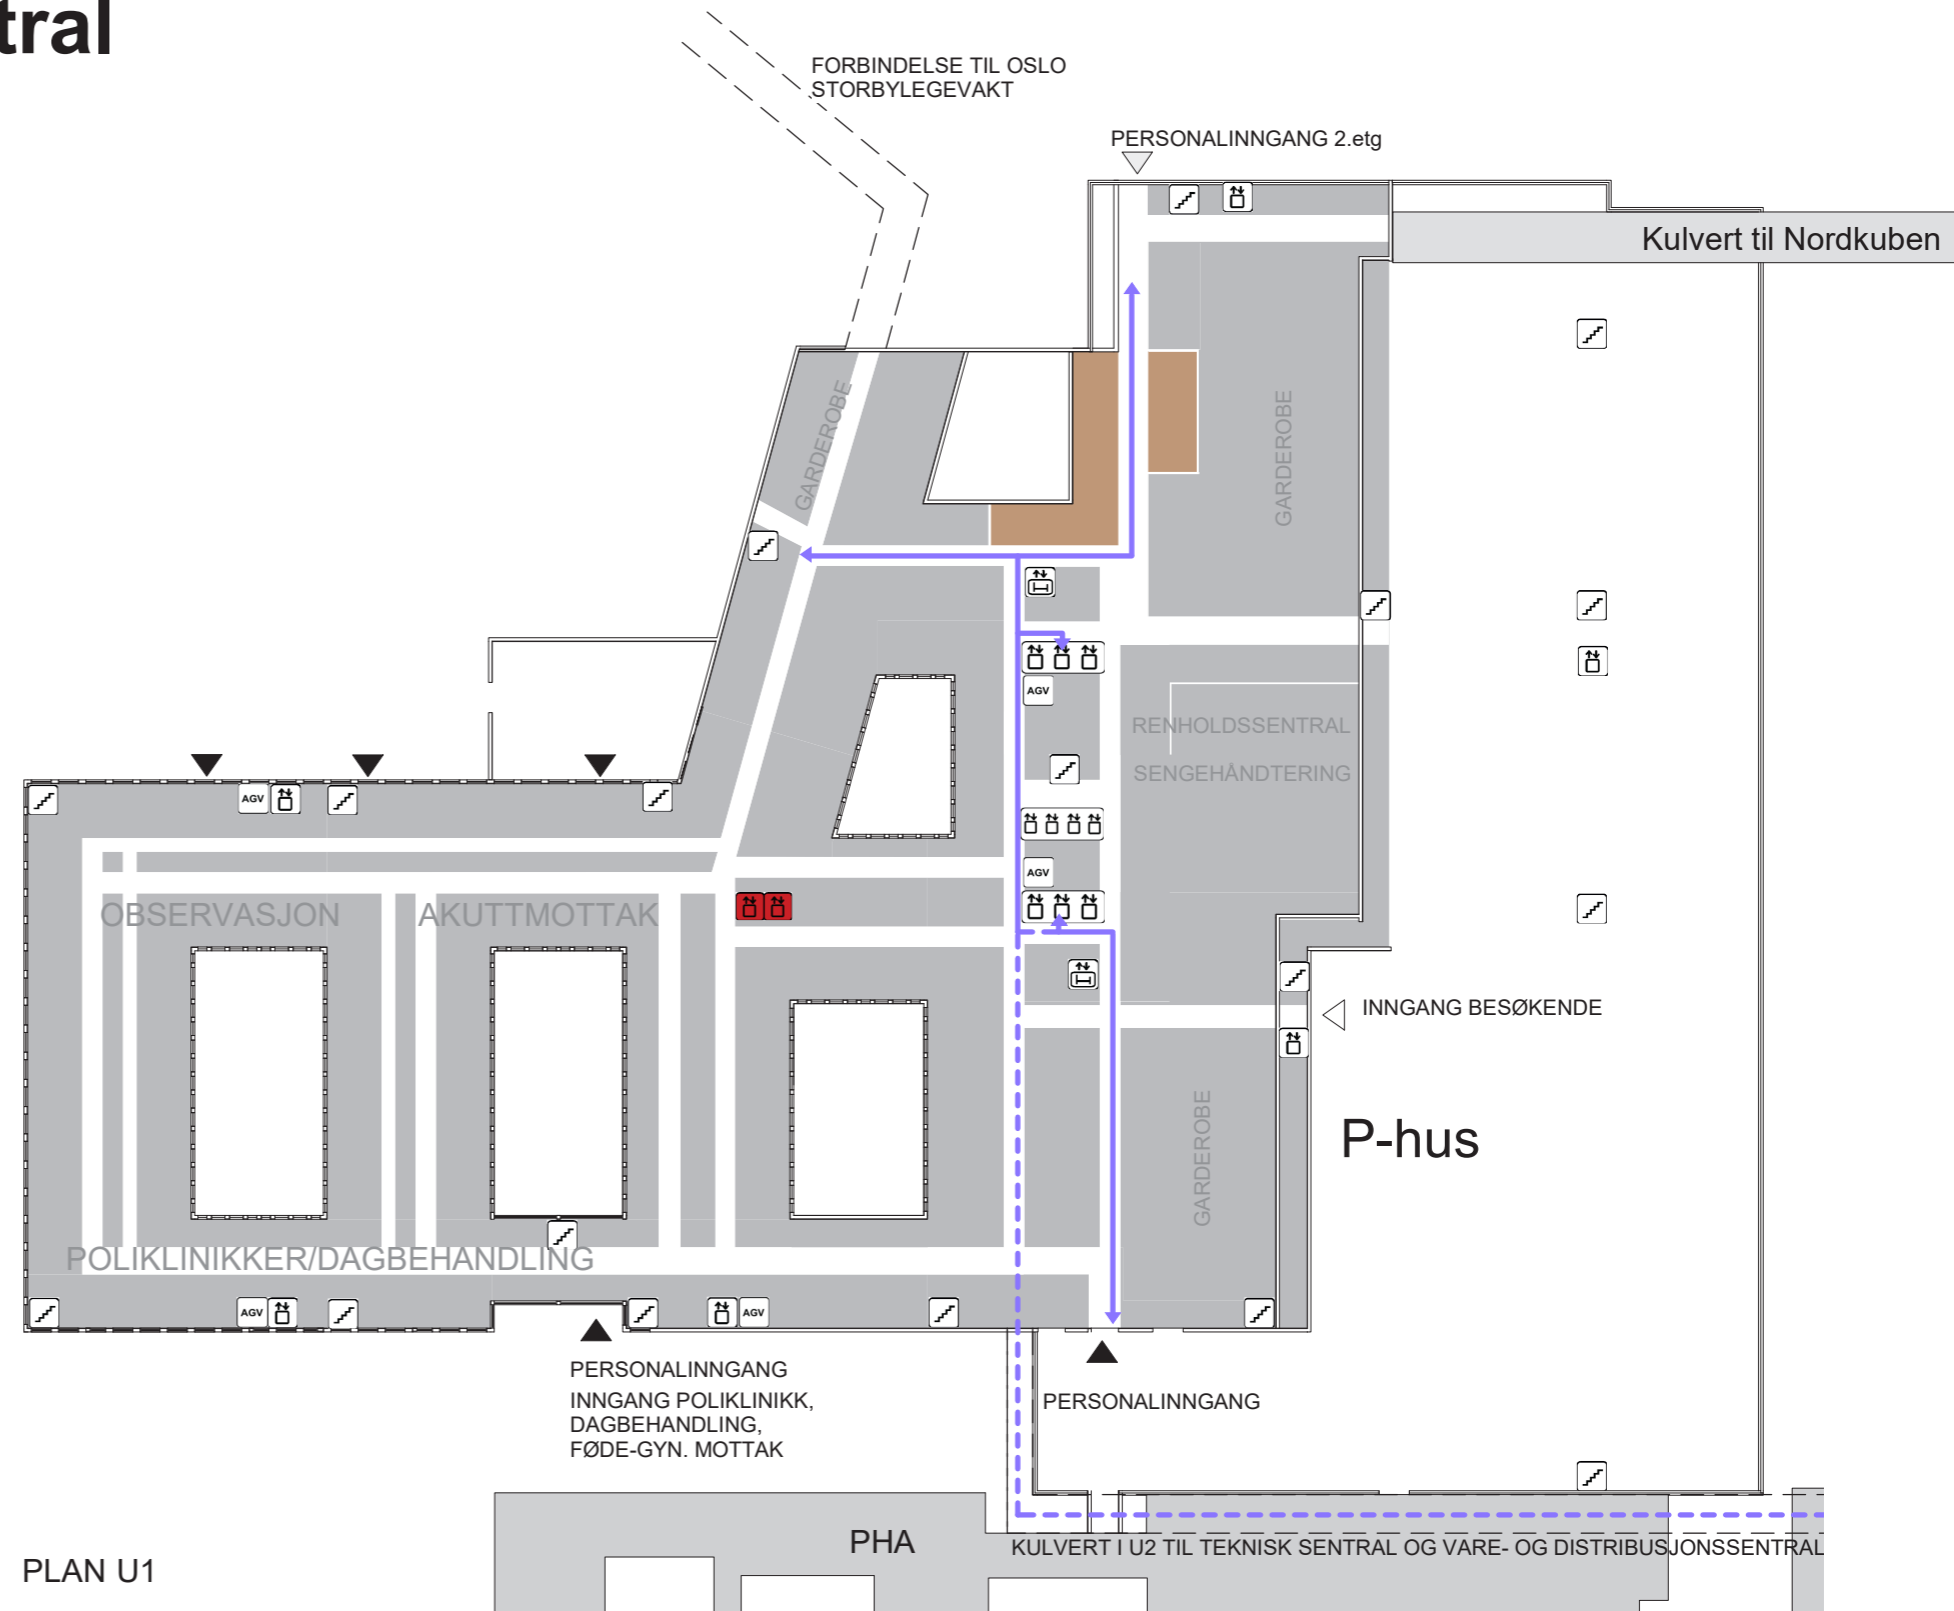 tral
FORBINDELSE TIL OSLO
STORBYLEGEVAKT
PERSONALINNGANG 2.etg
Kulvert til Nordkuben
GARDEROBE
GARDEROBE
AGV
RENHOLDSSENTRAL
SENGEHÅNDTERING
AGV
AGV
OBSERVASJON
AKUTTMOTTAK
INNGANG BESØKENDE
P-hus
GARDEROBE
POLIKLINIKKER/DAGBEHANDLING
AGV
AGV
PERSONALINNGANG
INNGANG POLIKLINIKK,
DAGBEHANDLING,
FØDE-GYN. MOTTAK
PERSONALINNGANG
PHA
KULVERT I U2 TIL TEKNISK SENTRAL OG VARE- OG DISTRIBUSJONSSENTRAL
PLAN U1